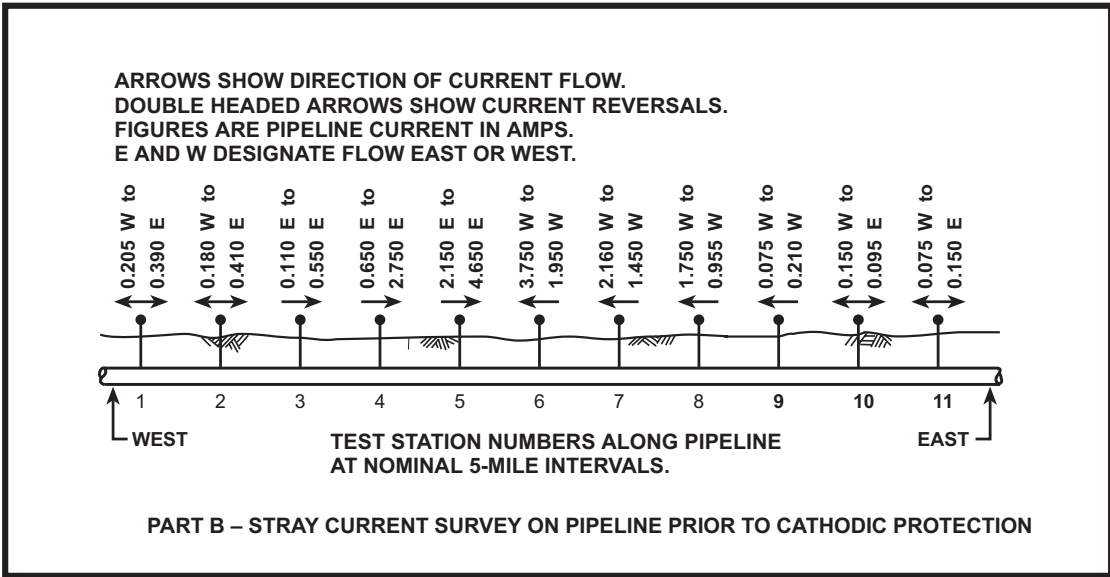 ARROWS SHOW DIRECTION OF CURRENT FLOW.
DOUBLE HEADED ARROWS SHOW CURRENT REVERSALS.
FIGURES ARE PIPELINE CURRENT IN AMPS.
E AND W DESIGNATE FLOW EAST OR WEST.
0.205 W to
0.390 E
0.180 W to
0.410 E
0.110 E to
0.550 E
0.650 E to
2.750 E
2.150 E to
4.650 E
3.750 W to
1.950 W
2.160 W to
1.450 W
1.750 W to
0.955 W
0.075 W to
0.210 W
0.150 W to
0.095 E
0.075 W to
0.150 E
1 2 3 4 5 6 7 8 9 10 11
WEST
EAST
TEST STATION NUMBERS ALONG PIPELINE
AT NOMINAL 5-MILE INTERVALS.
PART B – STRAY CURRENT SURVEY ON PIPELINE PRIOR TO CATHODIC PROTECTION